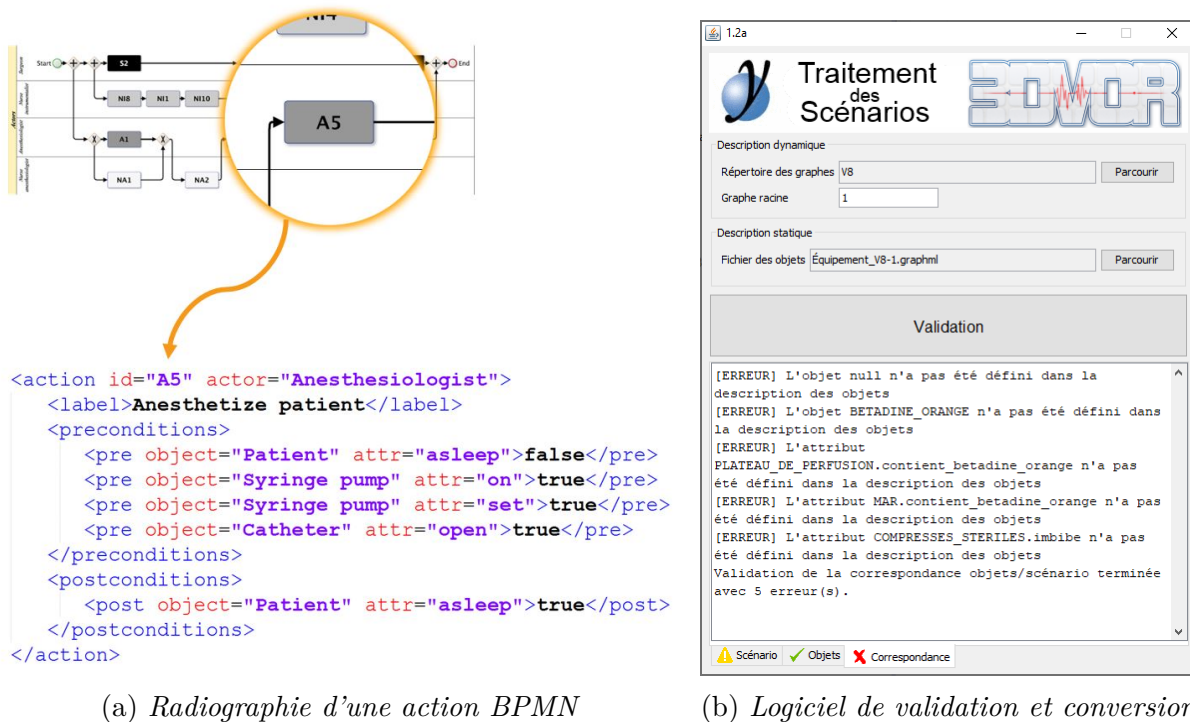 NI4
Start
S2
End
Surgeon
NI8
NI1
NI10
Actors
A5
A1
NA1
NA2
<action id="A5" actor="Anesthesiologist">
<label>Anesthetize patient</label>
<preconditions>
<pre object="Patient" attr="asleep">false</pre>
<pre object="Syringe pump" attr="on">true</pre>
<pre object="Syringe pump" attr="set">true</pre>
<pre object="Catheter" attr="open">true</pre>
</preconditions>
<postconditions>
<post object="Patient" attr="asleep">true</post>
</postconditions>
</action>
(a) Radiographie d'une action BPMN
1.2a
y
Traitement
des
Scénarios
3DVOR
Description dynamique
Répertoire des graphes V8 Parcourir
Graphe racine 1
Description statique
Fichier des objets Équipement_V8-1.graphml Parcourir
Validation
[ERREUR] L'objet null n'a pas été défini dans la
description des objets
[ERREUR] L'objet BETADINE_ORANGE n'a pas été défini dans
la description des objets
[ERREUR] L'attribut
PLATEAU_DE_PERFUSION.contient_betadine_orange n'a pas
été défini dans la description des objets
[ERREUR] L'attribut MAR.contient_betadine_orange n'a pas
été défini dans la description des objets
[ERREUR] L'attribut COMPRESSES_STERILES.imbibe n'a pas
été défini dans la description des objets
Validation de la correspondance objets/scénario terminée
avec 5 erreur(s).
Scénario Objets Correspondance
(b) Logiciel de validation et conversion